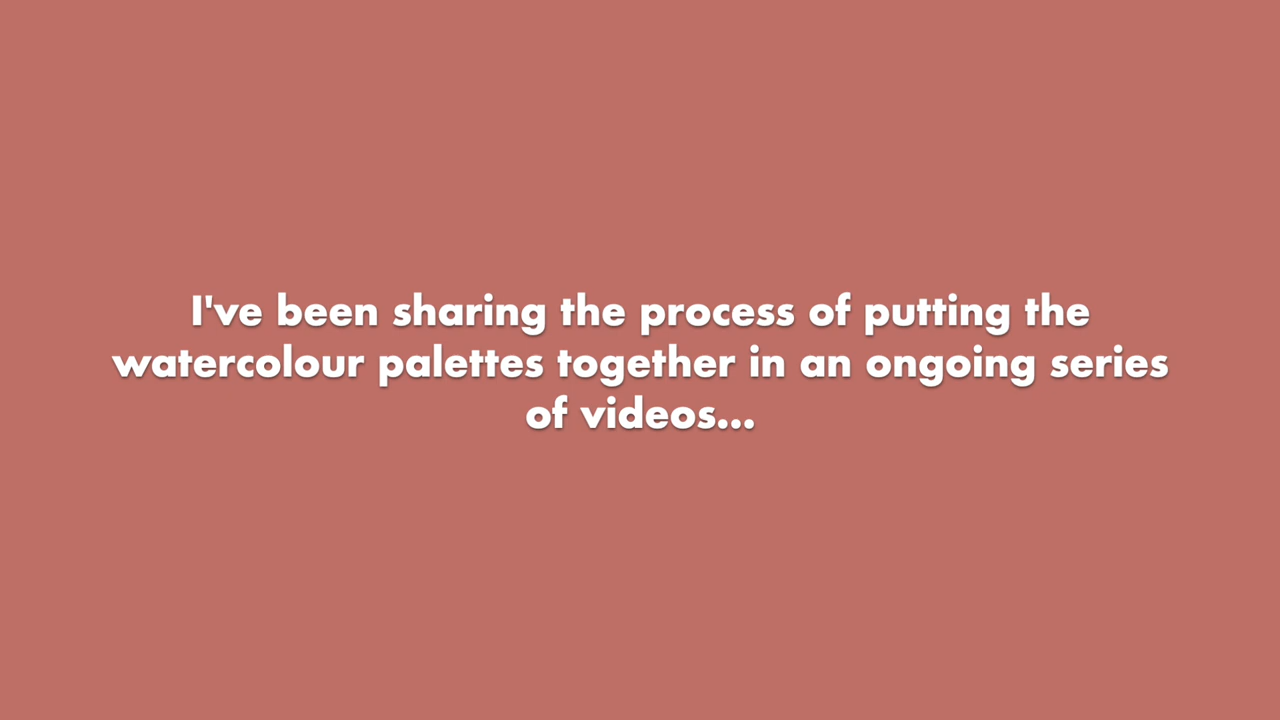 I've been sharing the process of putting the
watercolour palettes together in an ongoing series
of videos...